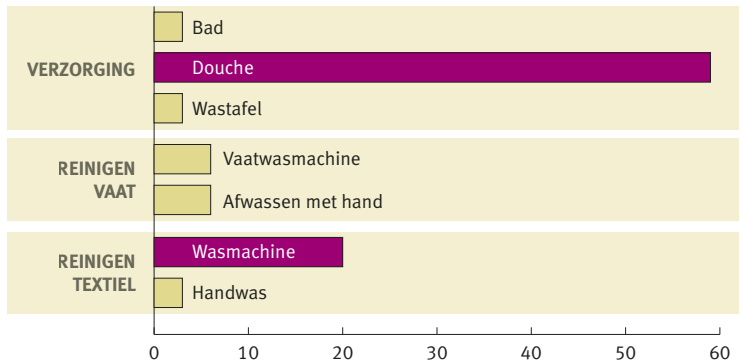 VERZORGING
Bad
Douche
Wastafel
REINIGEN
VAAT
Vaatwasmachine
Afwassen met hand
REINIGEN
TEXTIEL
Wasmachine
Handwas
0 10 20 30 40 50 60